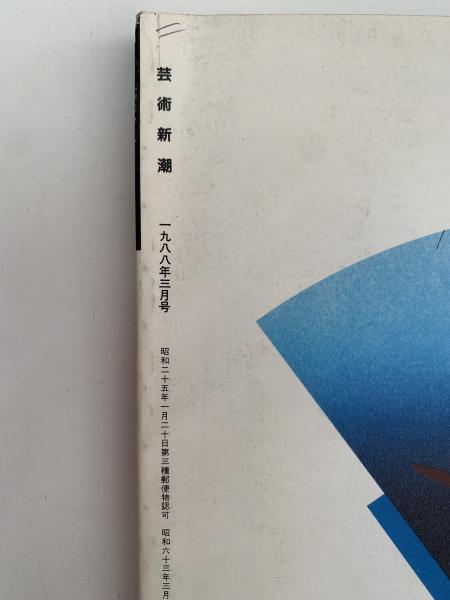 芸術新潮
一九八八年三月号
昭和二十五年一月二十日第三種郵便物認可　昭和六十三年三月